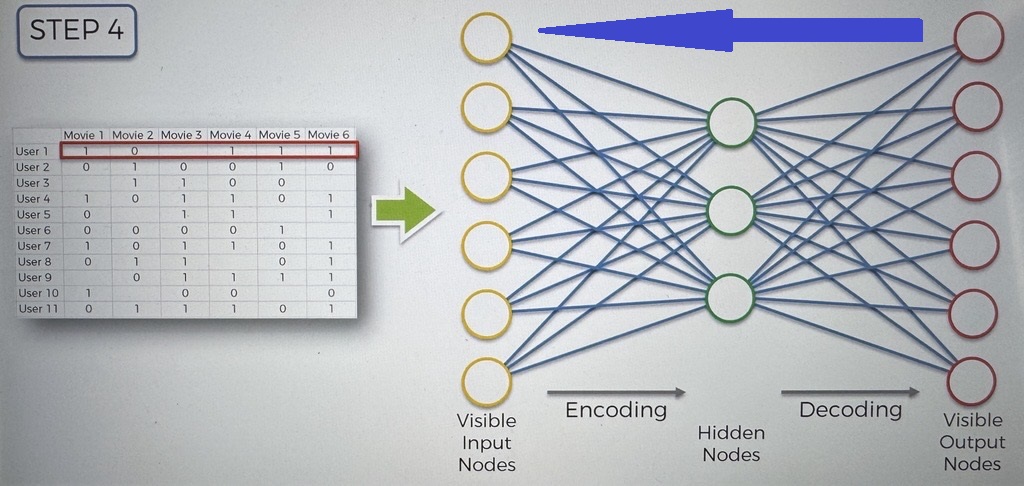 STEP 4
Movie 1 Movie 2 Movie 3 Movie 4 Movie 5 Movie 6
User 1 1 0 1 1 1
User 2 0 1 0 0 1 0
User 3 1 1 0 0
User 4 1 0 1 1 0 1
User 5 0 1 1 1
User 6 0 0 0 0 1
User 7 1 0 1 1 0 1
User 8 0 1 1 0 1
User 9 0 1 1 1 1
User 10 1 0 0 0
User 11 0 1 1 1 0 1
Encoding
Decoding
Visible
Input
Nodes
Hidden
Nodes
Visible
Output
Nodes